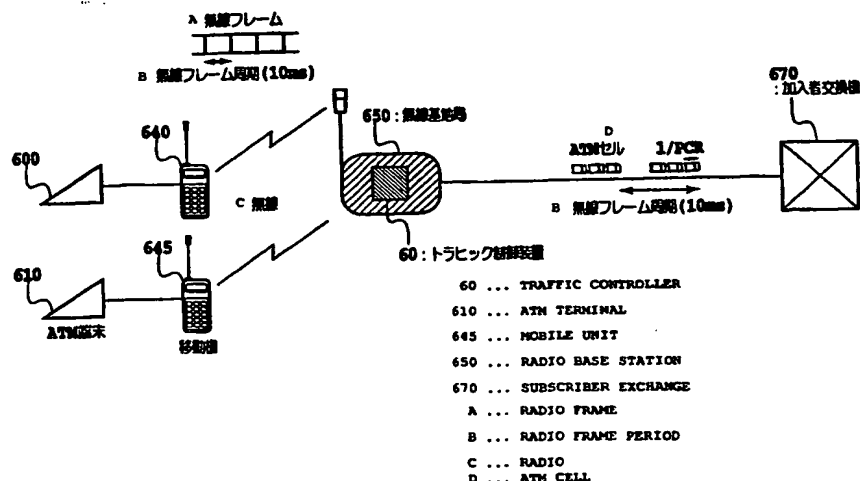 A 無線フレーム
B 無線フレーム周期(10ms)
670
:加入者交換機
640
650:無線基地局
D
ATMセル
1/PCR
600
C 無線
B 無線フレーム周期(10ms)
645
60:トラヒック制御装置
610
ATM端末
移動機
60 ... TRAFFIC CONTROLLER
610 ... ATM TERMINAL
645 ... MOBILE UNIT
650 ... RADIO BASE STATION
670 ... SUBSCRIBER EXCHANGE
A ... RADIO FRAME
B ... RADIO FRAME PERIOD
C ... RADIO
D ... ATM CELL